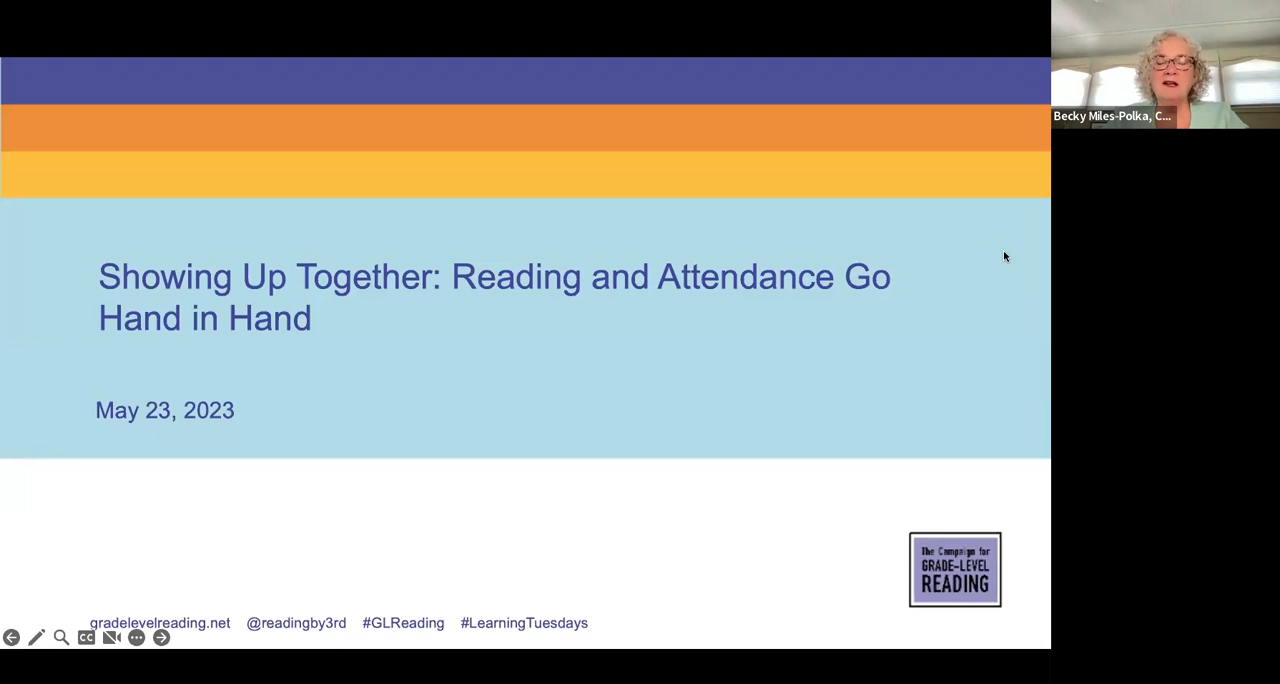 Becky Miles-Polka, C...
Showing Up Together: Reading and Attendance Go
Hand in Hand
May 23, 2023
The Campaign for
GRADE-LEVEL
READING
gradelevelreading.net @readingby3rd #GLReading #LearningTuesdays
CC